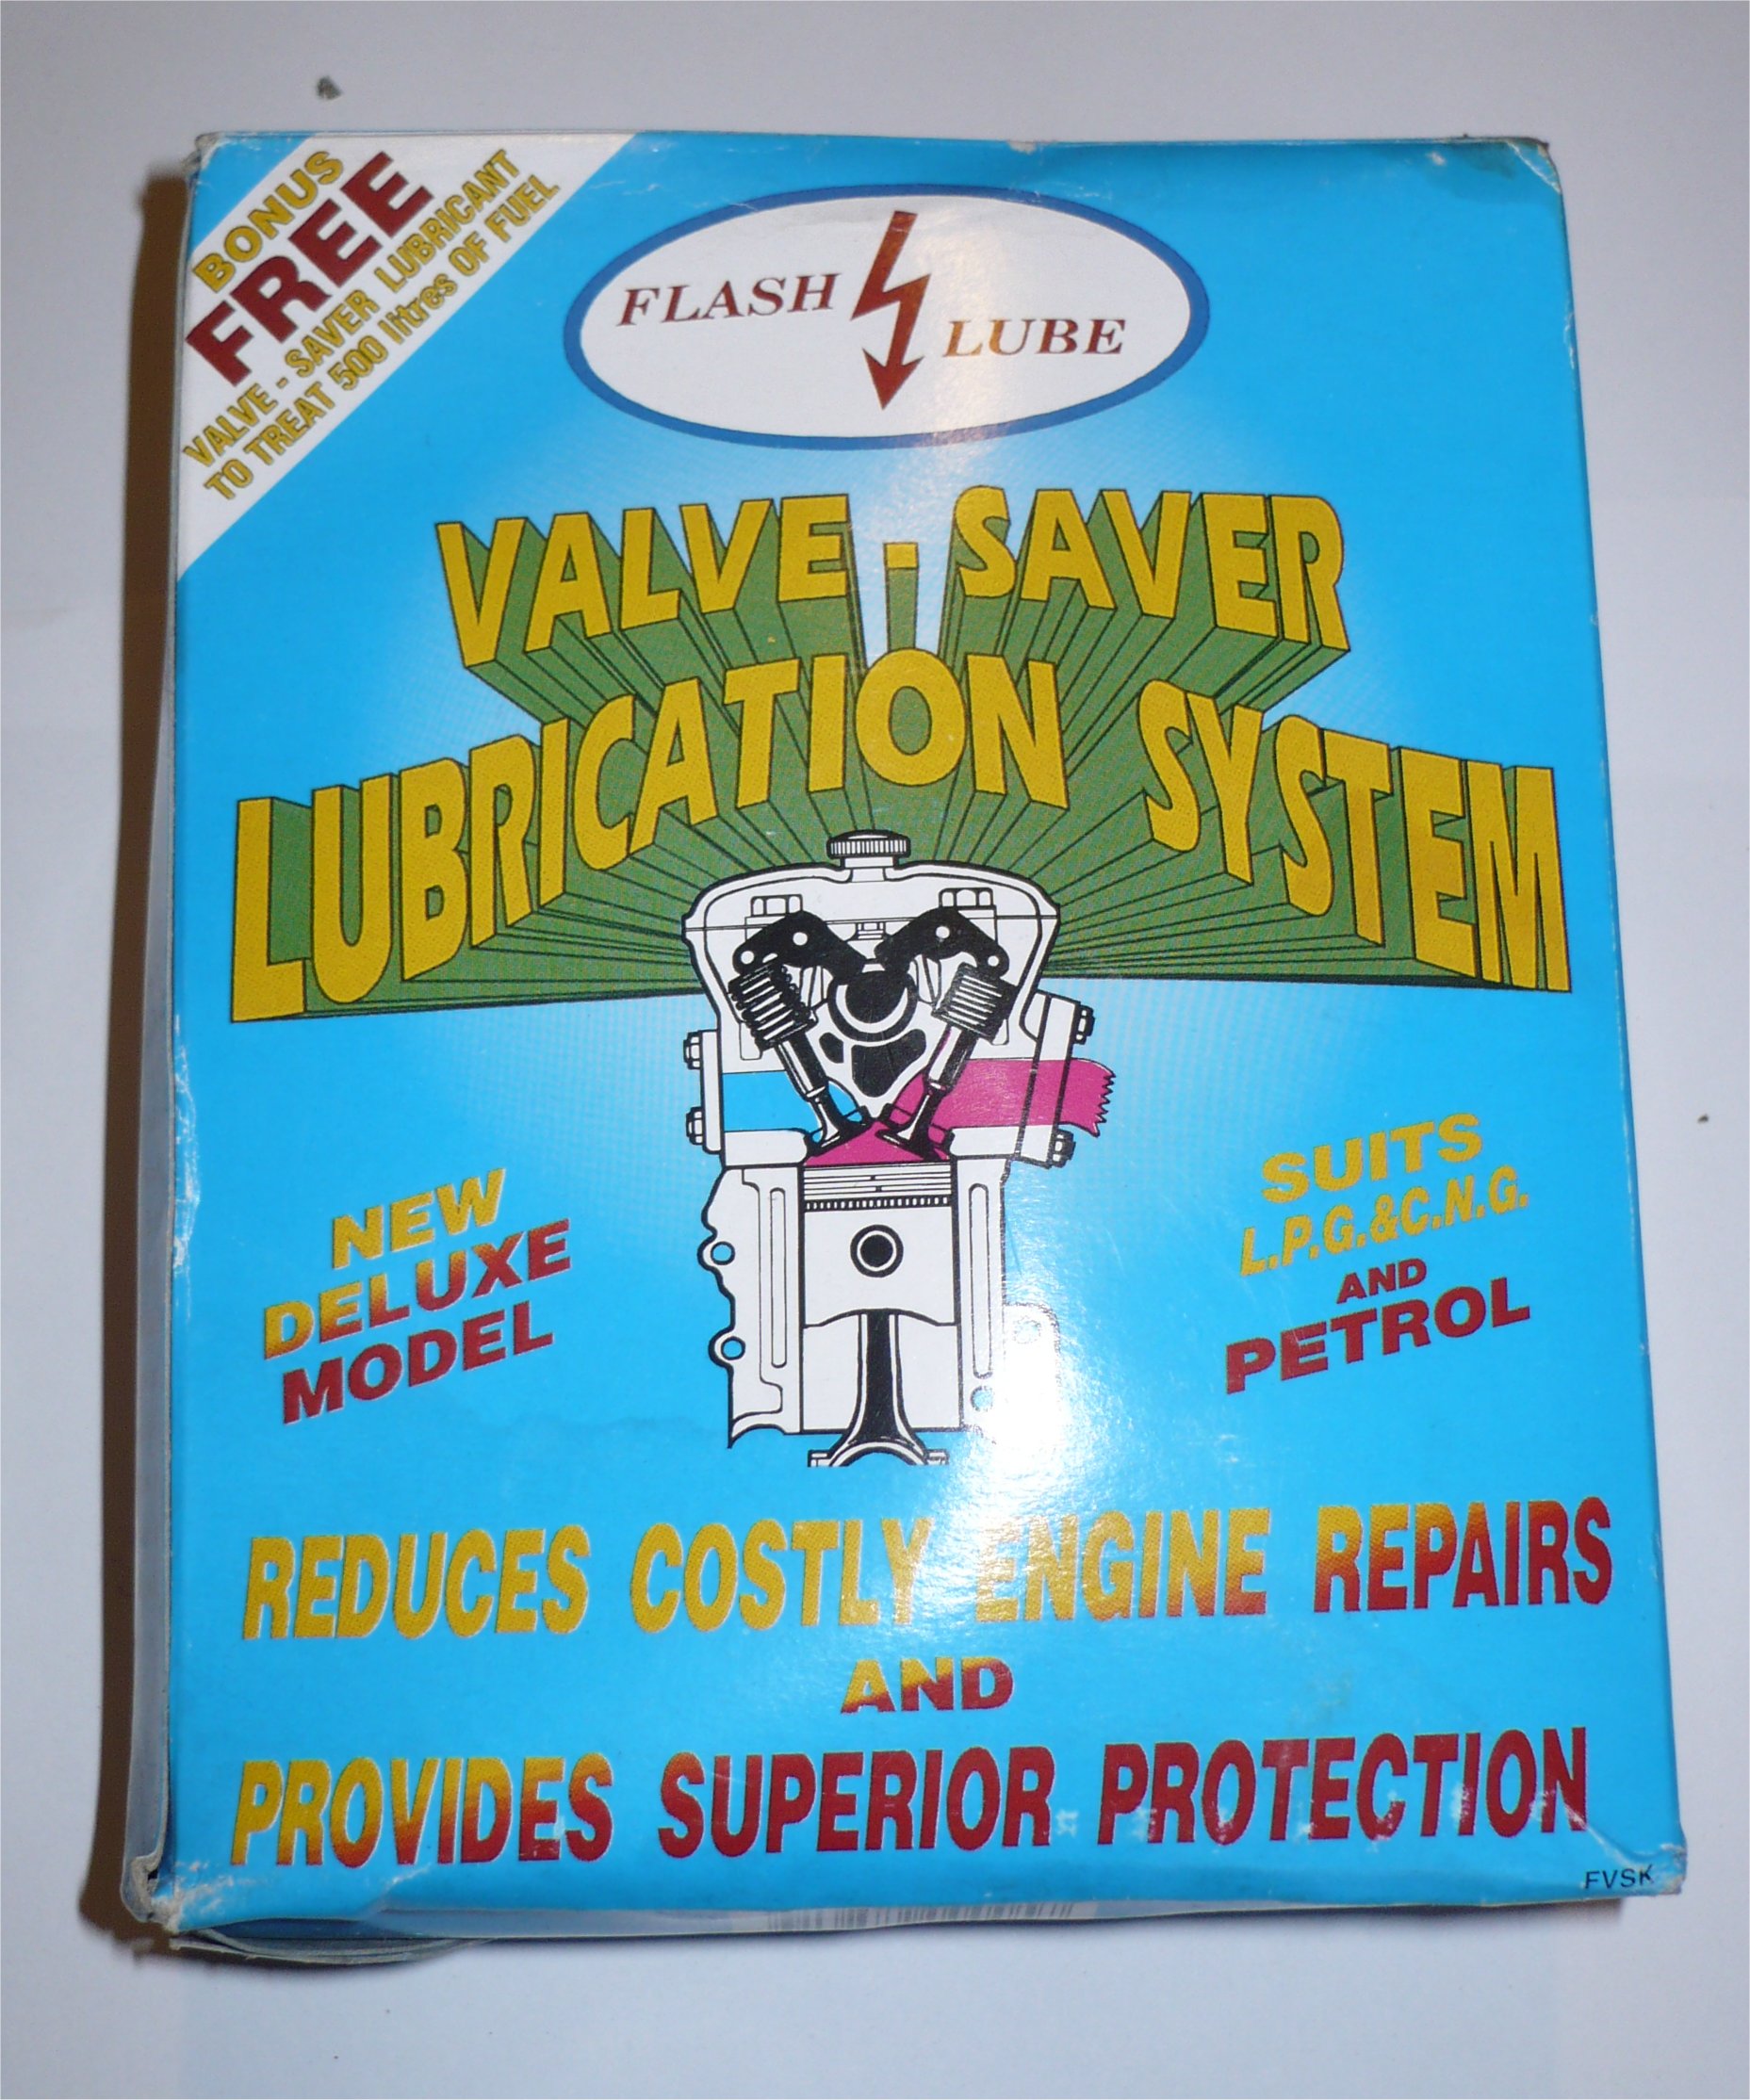 BONUS
FREE
VALVE - SAVER LUBRICANT
TO TREAT 500 litres OF FUEL
FLASH LUBE
VALVE - SAVER
LUBRICATION SYSTEM
NEW
DELUXE
MODEL
SUITS
L.P.G.&C.N.G.
AND
PETROL
REDUCES COSTLY ENGINE REPAIRS
AND
PROVIDES SUPERIOR PROTECTION
FVSK